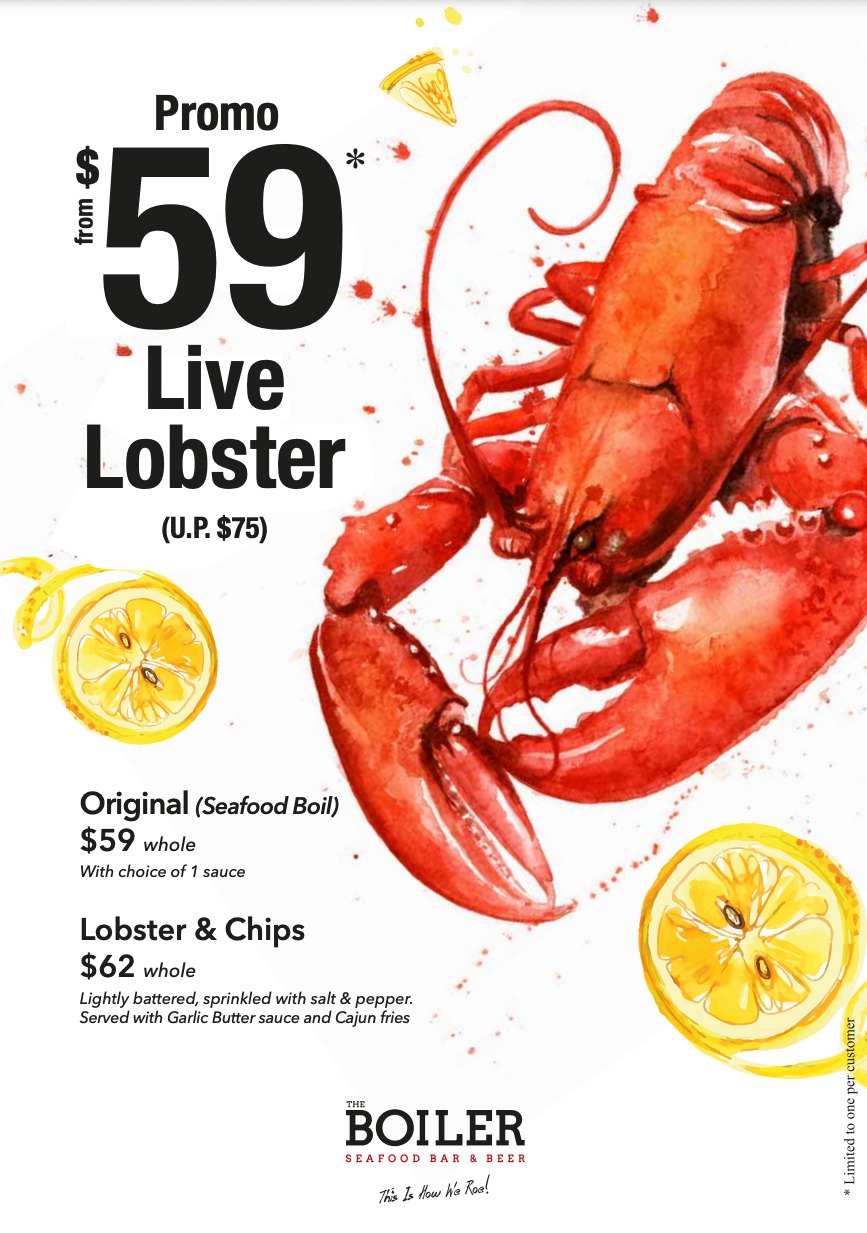 Promo
from $59*
Live
Lobster
(U.P. $75)
Original (Seafood Boil)
$59 whole
With choice of 1 sauce
Lobster & Chips
$62 whole
Lightly battered, sprinkled with salt & pepper.
Served with Garlic Butter sauce and Cajun fries
THE
BOILER
SEAFOOD BAR & BEER
This Is How We Roe!
* Limited to one per customer